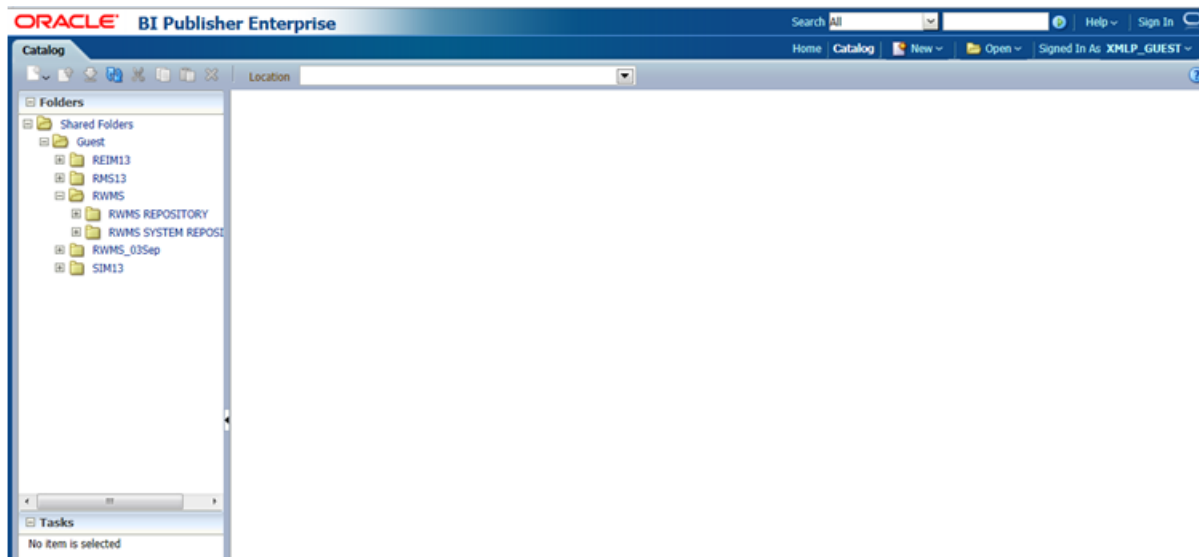 ORACLE BI Publisher Enterprise Search All Help Sign In
Catalog Home Catalog New Open Signed In As XMLP_GUEST
Location
Folders
Shared Folders
Guest
REIM13
RMS13
RWMS
RWMS REPOSITORY
RWMS SYSTEM REPOSI
RWMS_03Sep
SIM13
Tasks
No item is selected